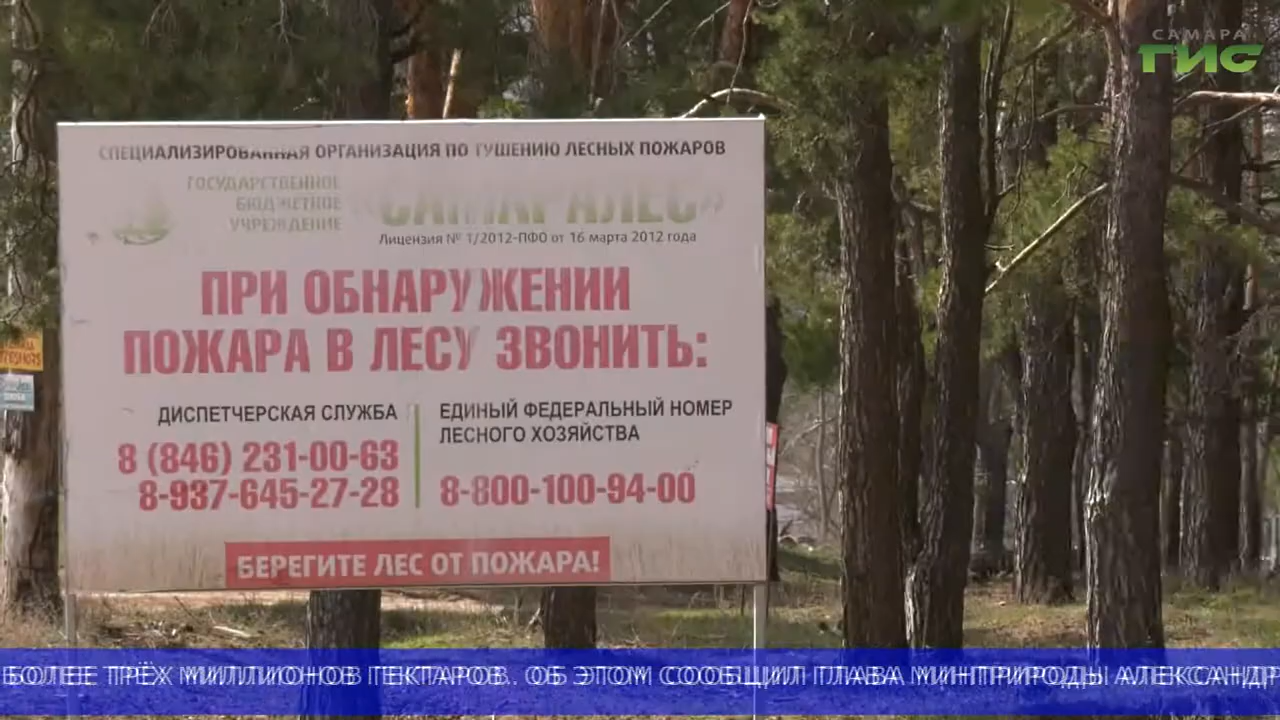 САМАРА
ГИС
СПЕЦИАЛИЗИРОВАННАЯ ОРГАНИЗАЦИЯ ПО ТУШЕНИЮ ЛЕСНЫХ ПОЖАРОВ
ГОСУДАРСТВЕННОЕ
БЮДЖЕТНОЕ
УЧРЕЖДЕНИЕ
«САМАРАЛЕС»
Лицензия № 1/2012-ПФО от 16 марта 2012 года
ПРИ ОБНАРУЖЕНИИ
ПОЖАРА В ЛЕСУ ЗВОНИТЬ:
ДИСПЕТЧЕРСКАЯ СЛУЖБА
8 (846) 231-00-63
8-937-645-27-28
ЕДИНЫЙ ФЕДЕРАЛЬНЫЙ НОМЕР
ЛЕСНОГО ХОЗЯЙСТВА
8-800-100-94-00
БЕРЕГИТЕ ЛЕС ОТ ПОЖАРА!
БОЛЕЕ ТРЁХ МИЛЛИОНОВ ГЕКТАРОВ. ОБ ЭТОМ СООБЩИЛ ГЛАВА МИНПРИРОДЫ АЛЕКСАНДР